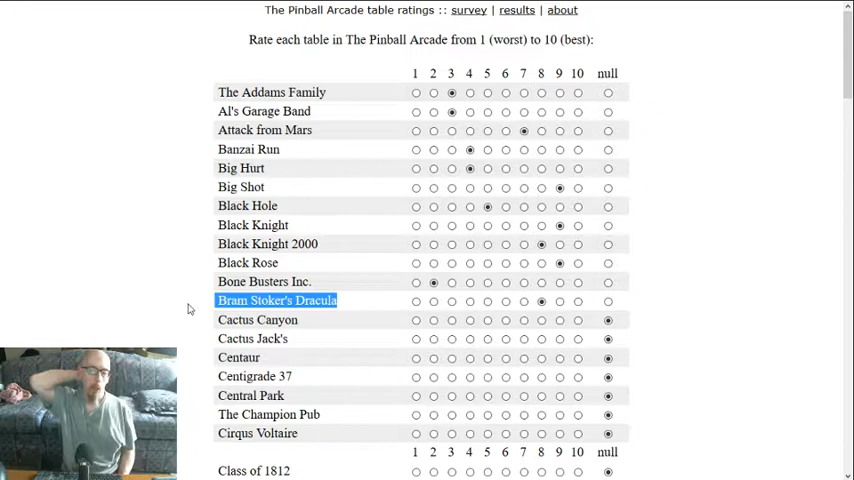 The Pinball Arcade table ratings :: survey | results | about
Rate each table in The Pinball Arcade from 1 (worst) to 10 (best):
1 2 3 4 5 6 7 8 9 10 null
The Addams Family
Al's Garage Band
Attack from Mars
Banzai Run
Big Hurt
Big Shot
Black Hole
Black Knight
Black Knight 2000
Black Rose
Bone Busters Inc.
Bram Stoker's Dracula
Cactus Canyon
Cactus Jack's
Centaur
Centigrade 37
Central Park
The Champion Pub
Cirqus Voltaire
1 2 3 4 5 6 7 8 9 10 null
Class of 1812